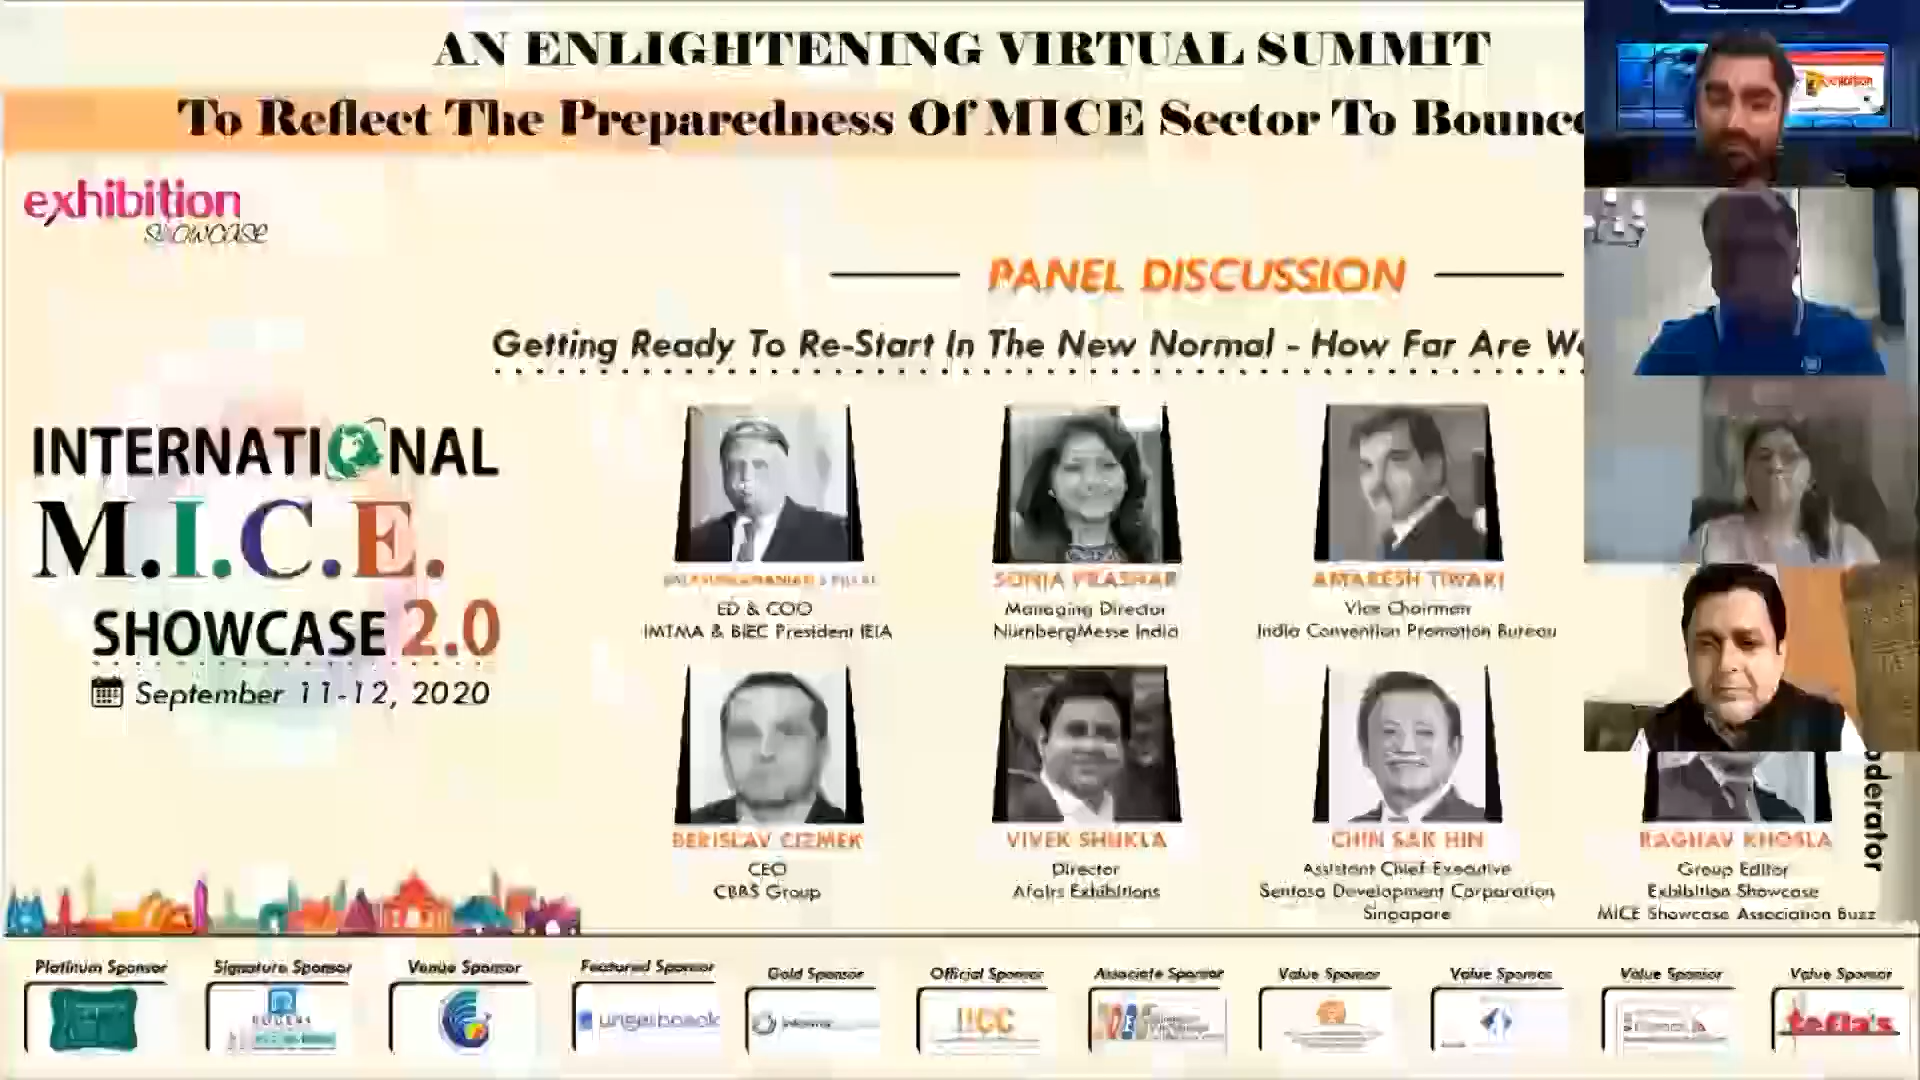 AN ENLIGHTENING VIRTUAL SUMMIT
To Reflect The Preparedness Of MICE Sector To Bounce
exhibition
SHOWCASE
PANEL DISCUSSION
Getting Ready To Re-Start In The New Normal - How Far Are We
INTERNATIONAL
M.I.C.E.
SHOWCASE 2.0
September 11-12, 2020
SONIA PRASHAR
AMARESH TIWARI
ED & COO
Managing Director
Vice Chairman
IMTMA & BIEC President IEIA
NürnbergMesse India
India Convention Promotion Bureau
BERISLAV CIZMEK
VIVEK SHUKLA
CHIN SAK HIN
RAGHAV KHOSLA
oderator
CEO
Director
Assistant Chief Executive
Group Editor
CBBS Group
Afairs Exhibitions
Sentosa Development Corporation
Exhibition Showcase
Singapore
MICE Showcase Association Buzz
Platinum Sponsor
Signature Sponsor
Venue Sponsor
Featured Sponsor
Gold Sponsor
Official Sponsor
Associate Sponsor
Value Sponsor
Value Sponsor
Value Sponsor
Value Sponsor
ungerboeck
tafla's